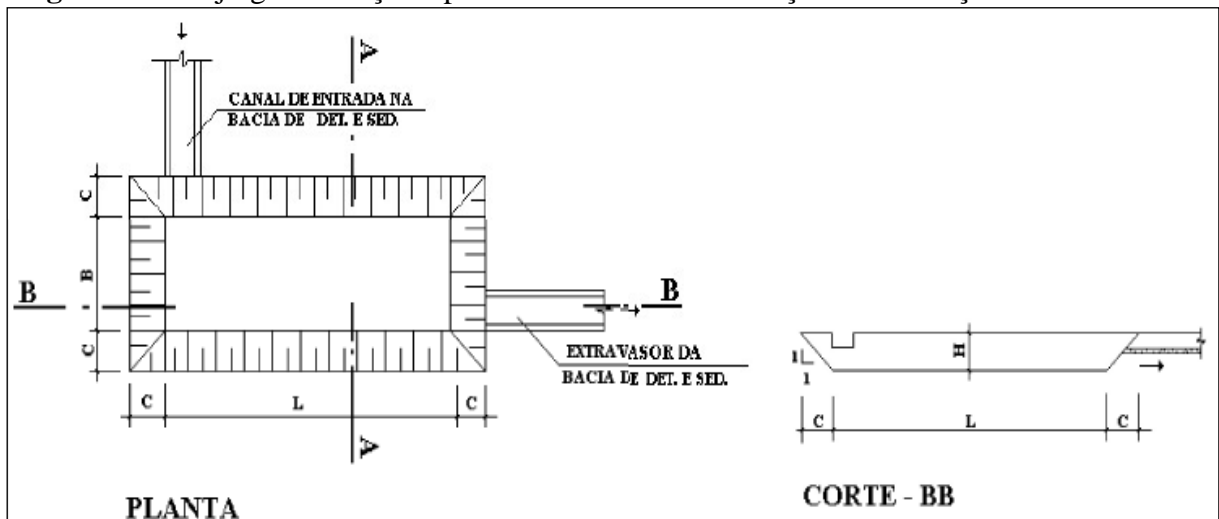 A
CANAL DE ENTRADA NA
BACIA DE DET. E SED.
C
B
C
B
B
EXTRAVASOR DA
BACIA DE DET. E SED.
C
L
C
A
PLANTA
1
1
H
C
L
C
CORTE - BB